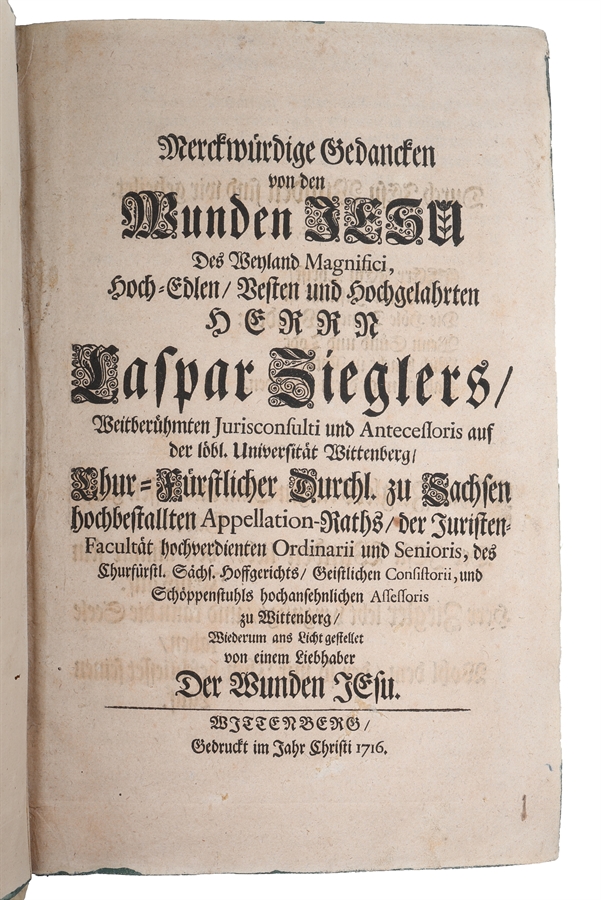 Merckwürdige Gedancken
von den
Wunden JESU
Des Weyland Magnifici,
Hoch-Edlen/ Vesten und Hochgelahrten
HERRN
Caspar Zieglers/
Weitberühmten Jurisconsulti und Antecessoris auf
der löbl. Universität Wittenberg/
Chur-Fürstlicher Durchl. zu Sachsen
hochbestallten Appellation-Raths/ der Juristen-
Facultät hochverdienten Ordinarii und Senioris, des
Churfürstl. Sächs. Hoffgerichts/ Geistlichen Consistorii, und
Schöppenstuhls hochansehnlichen Assessoris
zu Wittenberg/
Wiederum ans Licht gestellet
von einem Liebhaber
Der Wunden JEsu.
WITTENBERG/
Gedruckt im Jahr Christi 1716.